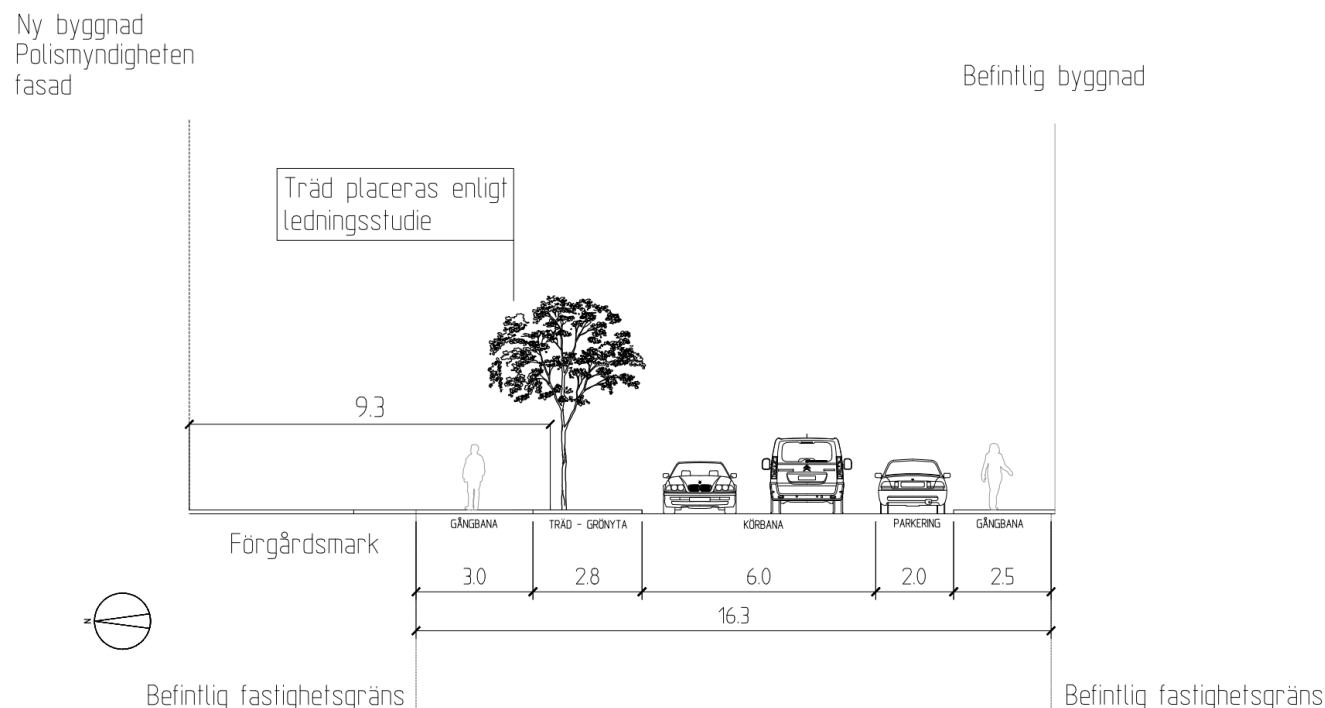 Ny byggnad
Polismyndigheten
fasad
Befintlig byggnad
Träd placeras enligt
ledningsstudie
9.3
GÅNGBANA
TRÄD - GRÖNYTA
KÖRBANA
PARKERING
GÅNGBANA
Förgårdsmark
3.0
2.8
6.0
2.0
2.5
16.3
N
Befintlig fastighetsgräns
Befintlig fastighetsgräns